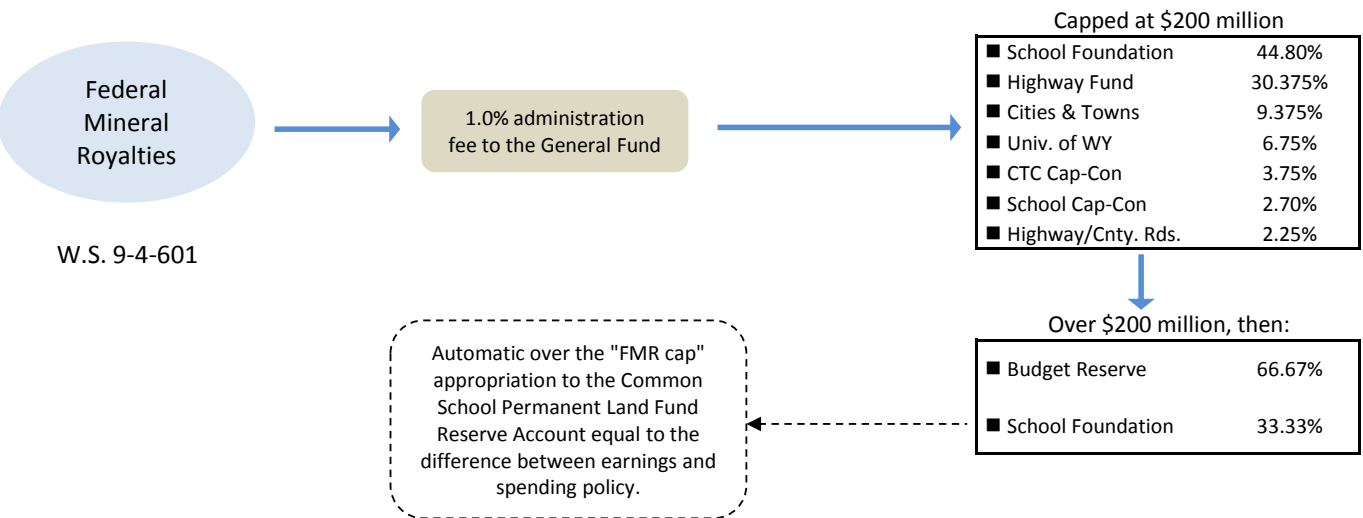 Federal
Mineral
Royalties
W.S. 9-4-601
1.0% administration
fee to the General Fund
Capped at $200 million
■ School Foundation 44.80%
■ Highway Fund 30.375%
■ Cities & Towns 9.375%
■ Univ. of WY 6.75%
■ CTC Cap-Con 3.75%
■ School Cap-Con 2.70%
■ Highway/Cnty. Rds. 2.25%
Over $200 million, then:
■ Budget Reserve 66.67%
■ School Foundation 33.33%
Automatic over the "FMR cap"
appropriation to the Common
School Permanent Land Fund
Reserve Account equal to the
difference between earnings and
spending policy.